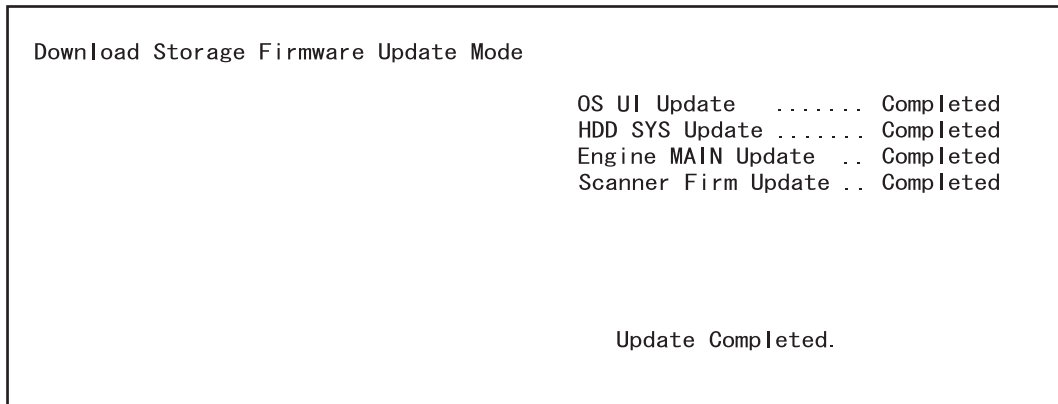 Download Storage Firmware Update Mode
OS UI Update ....... Completed
HDD SYS Update ....... Completed
Engine MAIN Update .. Completed
Scanner Firm Update .. Completed
Update Completed.